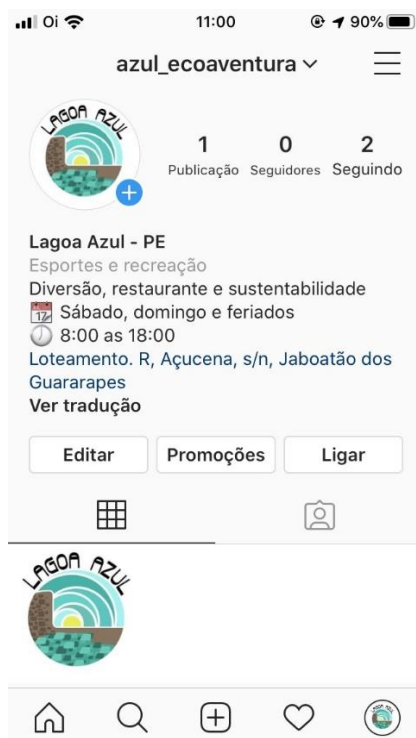 Oi 11:00 90%
azul_ecoaventura
LAGOA AZUL
1 0 2
Publicação Seguidores Seguindo
Lagoa Azul - PE
Esportes e recreação
Diversão, restaurante e sustentabilidade
17 Sábado, domingo e feriados
8:00 as 18:00
Loteamento. R, Açucena, s/n, Jaboatão dos
Guararapes
Ver tradução
Editar Promoções Ligar
LAGOA AZUL
LAGOA AZUL